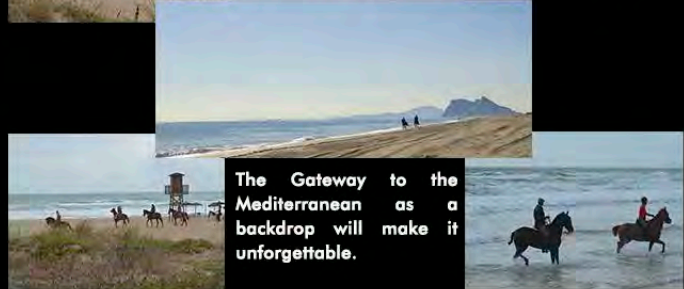 The Gateway to the
Mediterranean as a
backdrop will make it
unforgettable.